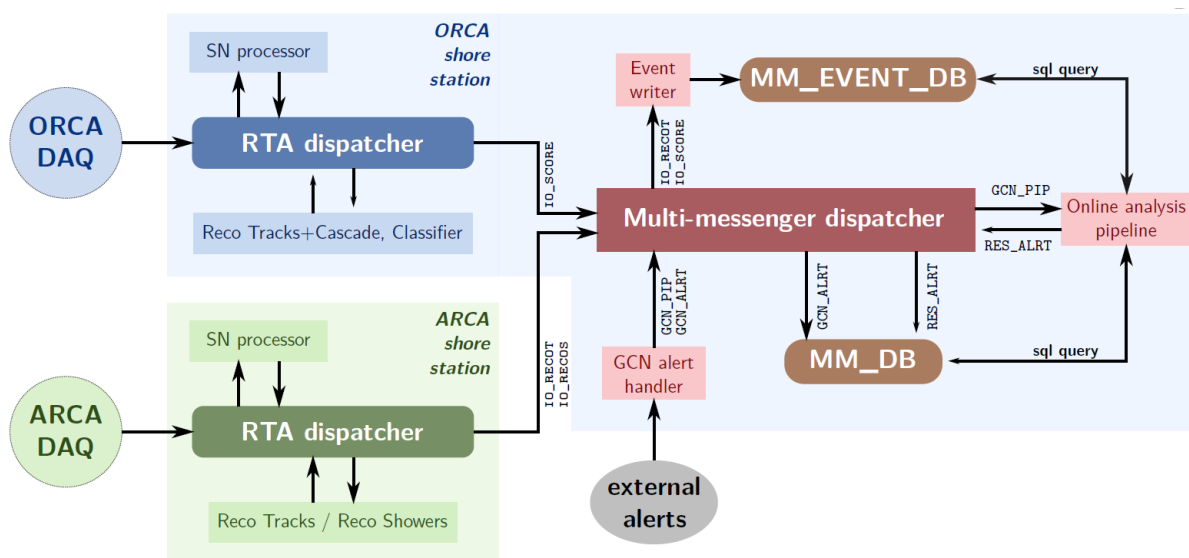 ORCA
shore
station
SN processor
ORCA
DAQ
RTA dispatcher
Reco Tracks+Cascade, Classifier
IO_SCORE
ARCA
shore
station
SN processor
ARCA
DAQ
RTA dispatcher
Reco Tracks / Reco Showers
IO_RECOT
IO_RECOS
Event
writer
MM_EVENT_DB
sql query
IO_RECOT
IO_SCORE
Multi-messenger dispatcher
GCN_PIP
RES_ALRT
Online analysis
pipeline
GCN_PIP
GCN_ALRT
GCN_ALRT
RES_ALRT
GCN alert
handler
MM_DB
sql query
external
alerts